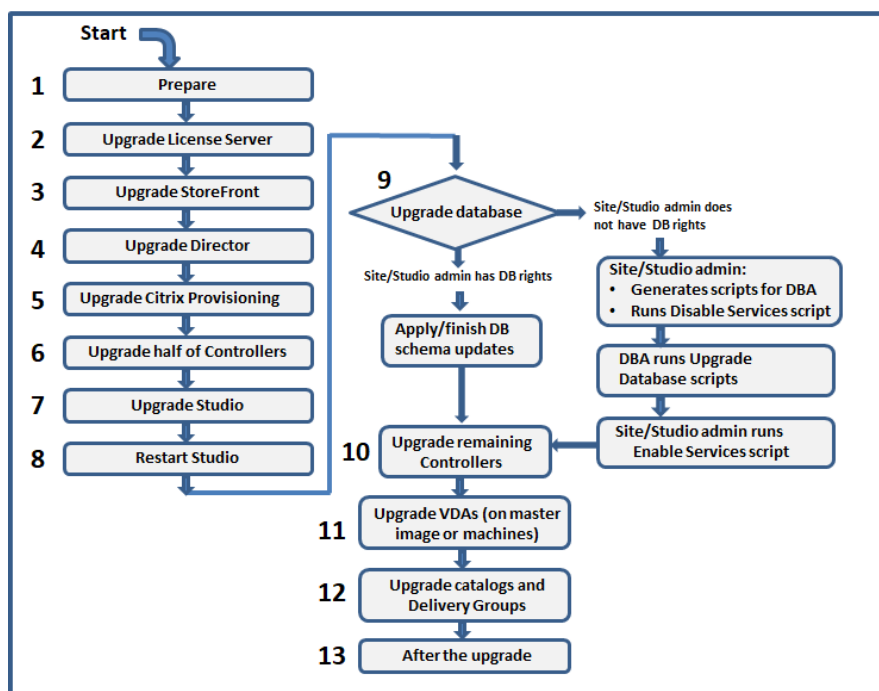 Start
1
Prepare
2
Upgrade License Server
3
Upgrade StoreFront
4
Upgrade Director
5
Upgrade Citrix Provisioning
6
Upgrade half of Controllers
7
Upgrade Studio
8
Restart Studio
9
Upgrade database
Site/Studio admin does
not have DB rights
Site/Studio admin has DB rights
Site/Studio admin:
• Generates scripts for DBA
• Runs Disable Services script
Apply/finish DB
schema updates
DBA runs Upgrade
Database scripts
Site/Studio admin runs
Enable Services script
10
Upgrade remaining
Controllers
11
Upgrade VDAs (on master
image or machines)
12
Upgrade catalogs and
Delivery Groups
13
After the upgrade